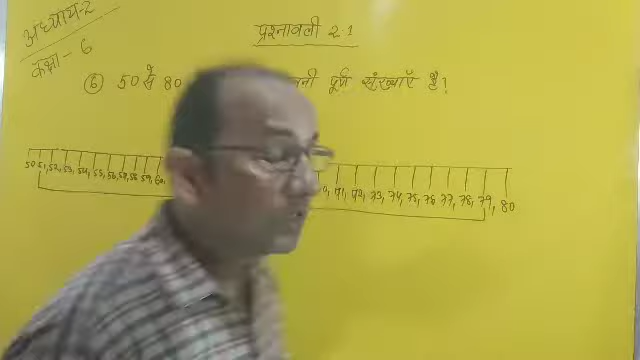 अध्याय-2
कक्षा - 6
प्रश्नावली 2.1
6 50 से 80 पूर्ण संख्याएँ है?
50 51, 52, 53, 54, 55, 56, 57, 58 59, 60, 71, 72, 73, 74, 75, 76 77, 78, 79, 80